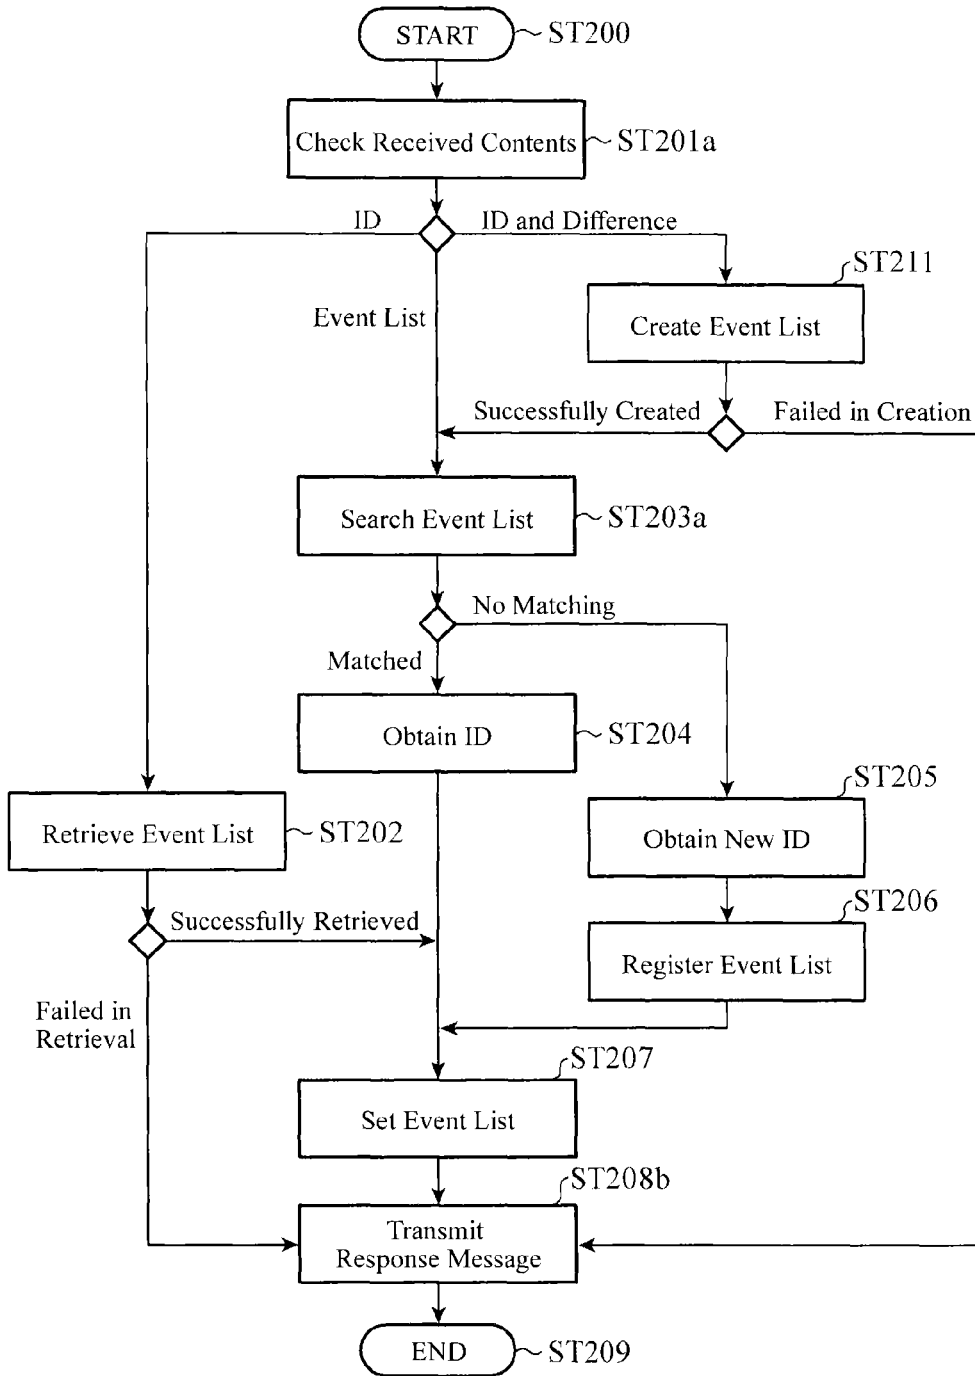 START
ST200
Check Received Contents
ST201a
ID
ID and Difference
ST211
Event List
Create Event List
Successfully Created
Failed in Creation
Search Event List
ST203a
No Matching
Matched
Obtain ID
ST204
ST205
Retrieve Event List
ST202
Obtain New ID
Successfully Retrieved
ST206
Register Event List
Failed in
Retrieval
ST207
Set Event List
ST208b
Transmit
Response Message
END
ST209